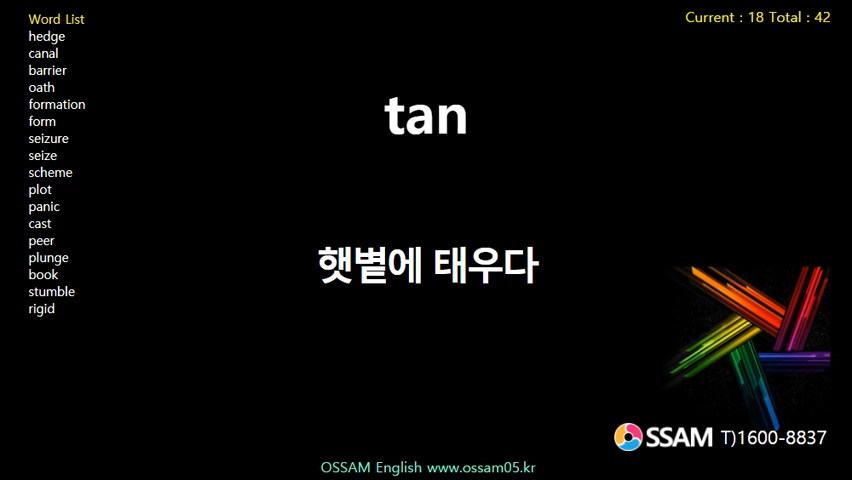 Word List
hedge
canal
barrier
oath
formation
form
seizure
seize
scheme
plot
panic
cast
peer
plunge
book
stumble
rigid
Current : 18 Total : 42
tan
햇볕에 태우다
OSSAM T)1600-8837
OSSAM English www.ossam05.kr